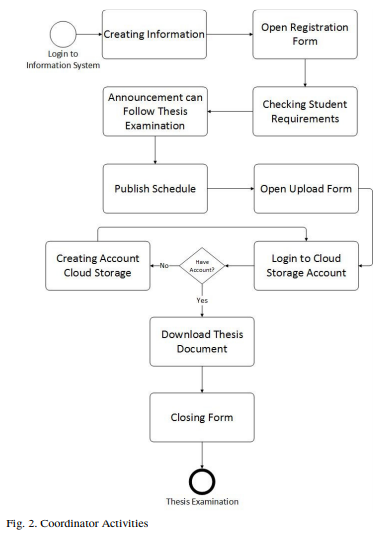 Login to
Information System
Creating Information
Open Registration
Form
Checking Student
Requirements
Announcement can
Follow Thesis
Examination
Publish Schedule
Open Upload Form
Login to Cloud
Storage Account
Have
Account?
No
Creating Account
Cloud Storage
Yes
Download Thesis
Document
Closing Form
Thesis Examination
Fig. 2. Coordinator Activities